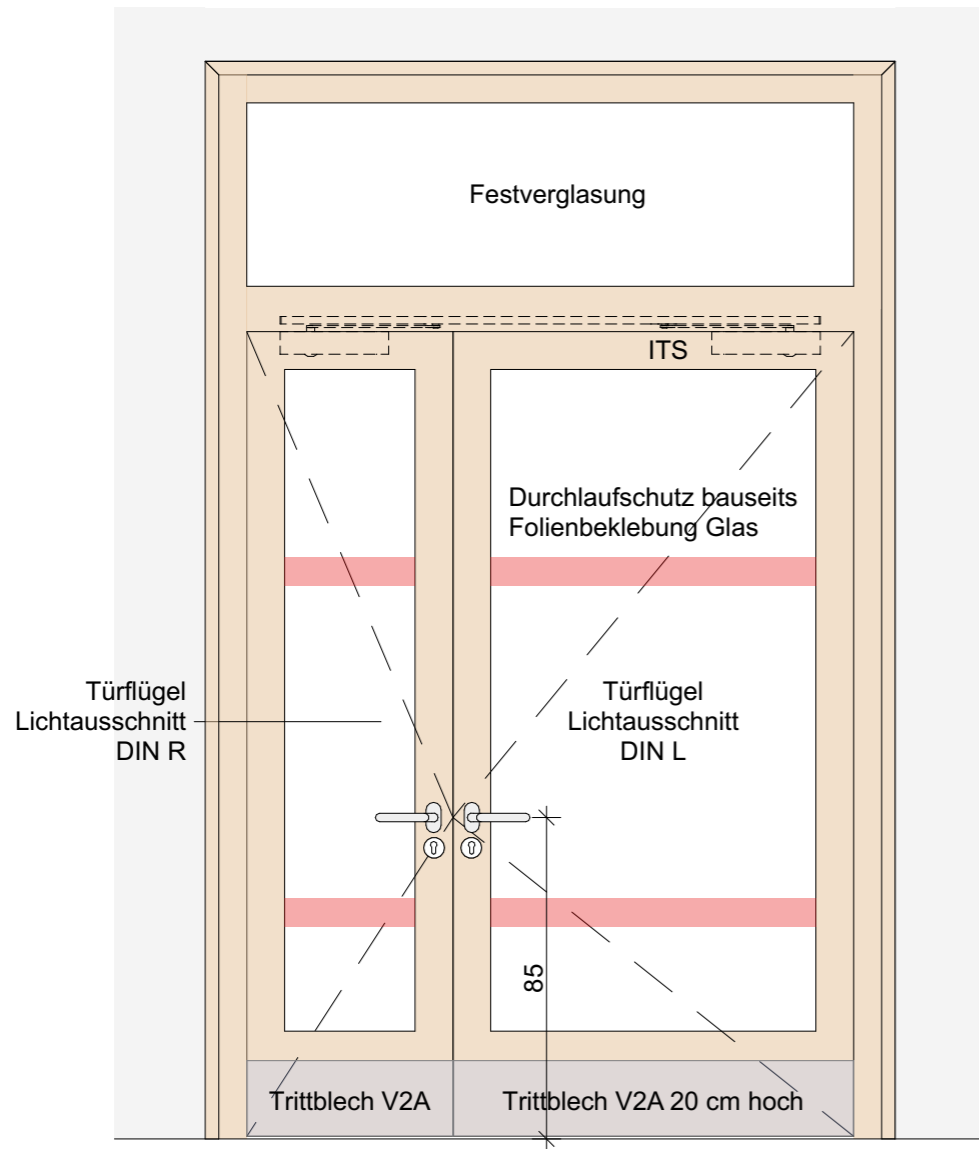 Festverglasung
ITS
Durchlaufschutz bauseits
Folienbeklebung Glas
Türflügel
Lichtausschnitt
DIN R
Türflügel
Lichtausschnitt
DIN L
85
Trittblech V2A
Trittblech V2A 20 cm hoch